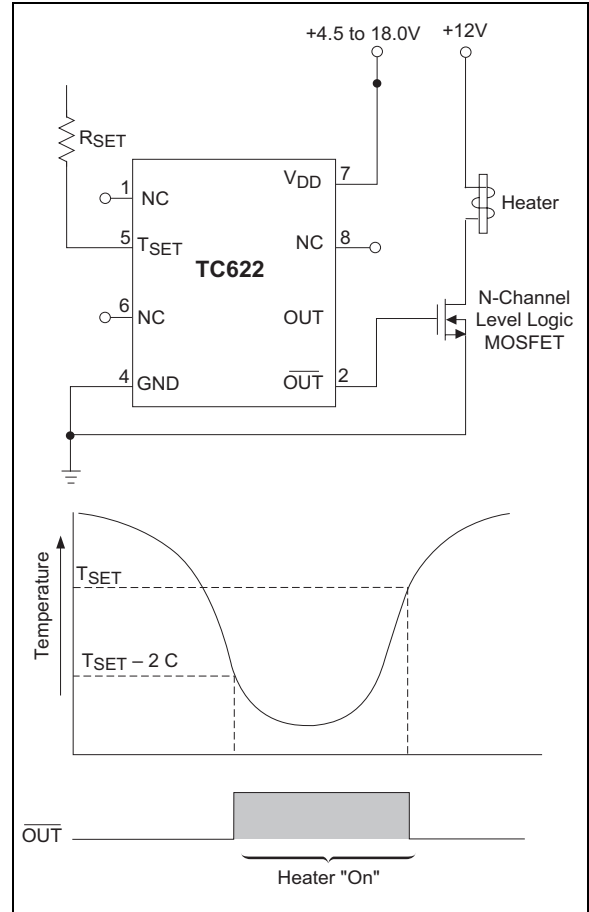 +4.5 to 18.0V
+12V
RSET
1
NC
VDD
7
Heater
5
TSET
NC
8
TC622
6
NC
OUT
N-Channel
Level Logic
MOSFET
4
GND
OUT
2
Temperature
TSET
TSET – 2 C
OUT
Heater "On"